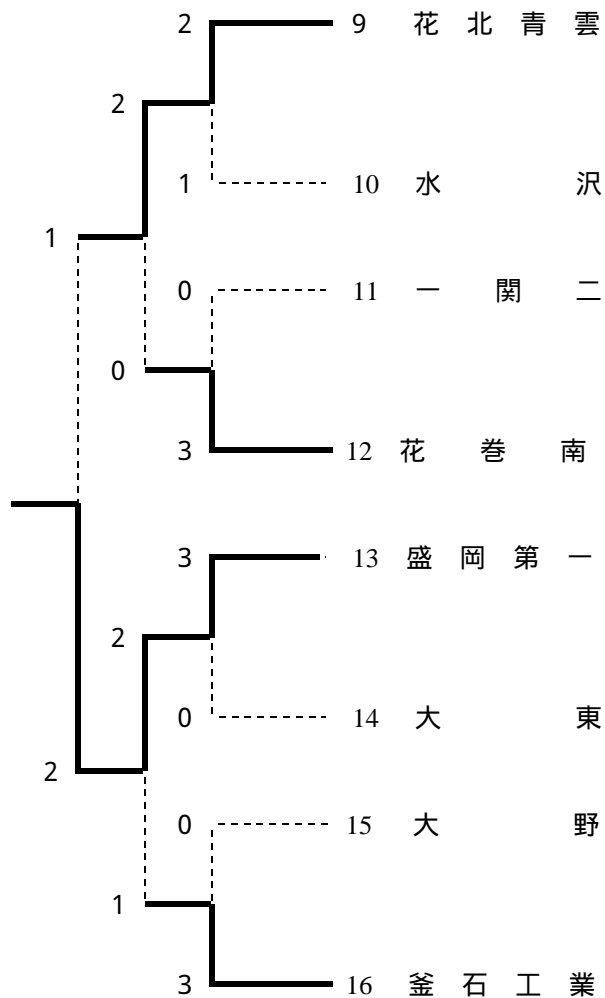 2 9 花北青雲
2
1 10 水沢
1
0 11 一関二
0
3 12 花巻南
3 13 盛岡第一
2
0 14 大東
2
0 15 大野
1
3 16 釜石工業